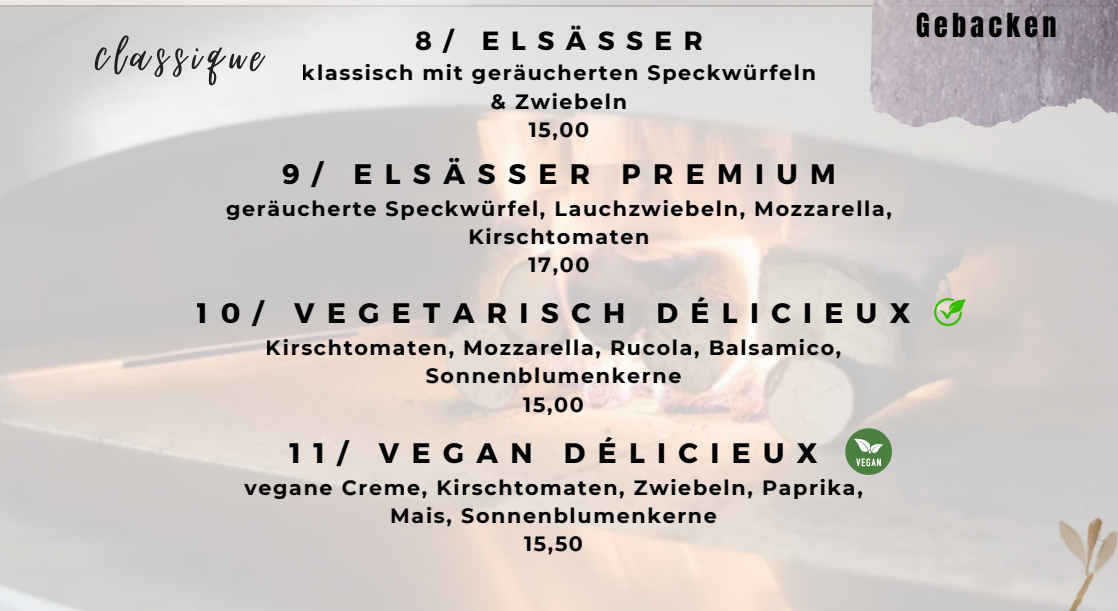 Gebacken
classique
8/ ELSÄSSER
klassisch mit geräucherten Speckwürfeln
& Zwiebeln
15,00
9/ ELSÄSSER PREMIUM
geräucherte Speckwürfel, Lauchzwiebeln, Mozzarella,
Kirschtomaten
17,00
10/ VEGETARISCH DÉLICIEUX
Kirschtomaten, Mozzarella, Rucola, Balsamico,
Sonnenblumenkerne
15,00
11/ VEGAN DÉLICIEUX
VEGAN
vegane Creme, Kirschtomaten, Zwiebeln, Paprika,
Mais, Sonnenblumenkerne
15,50